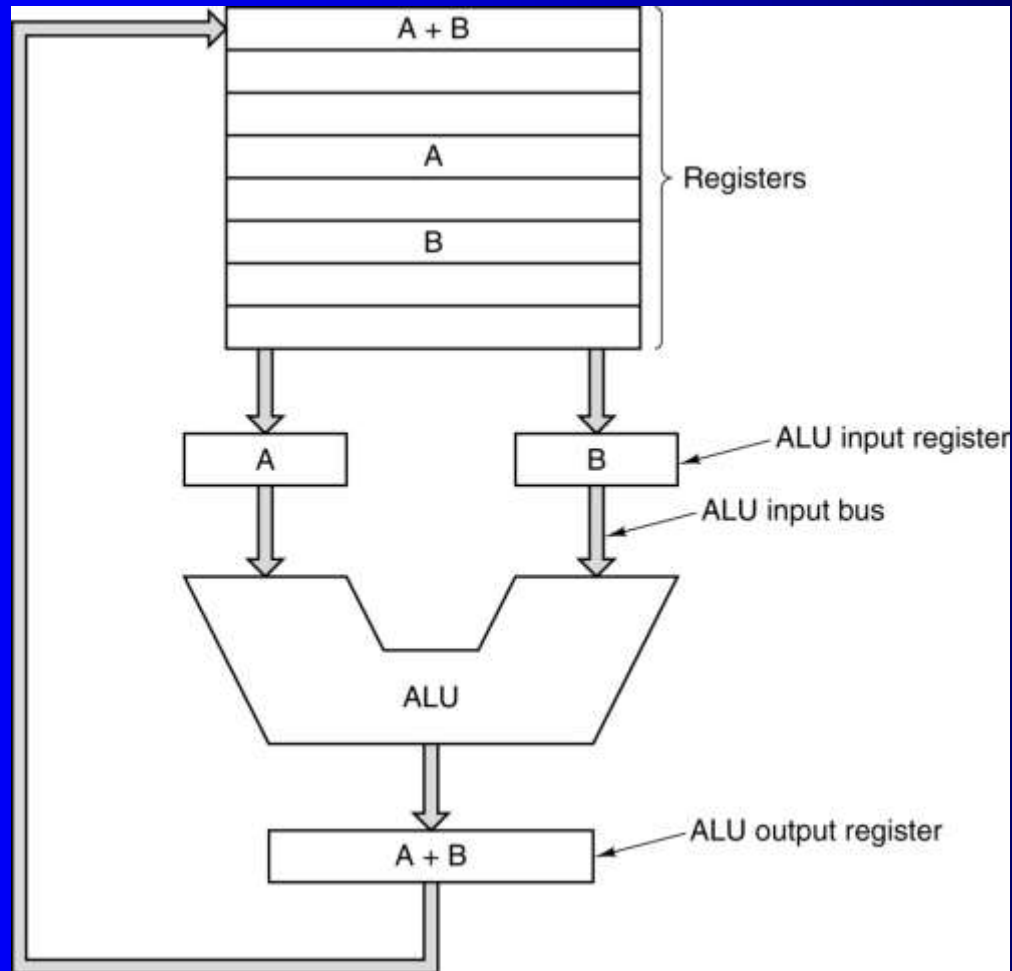 A + B
A
Registers
B
A
B
ALU input register
ALU input bus
ALU
ALU output register
A + B